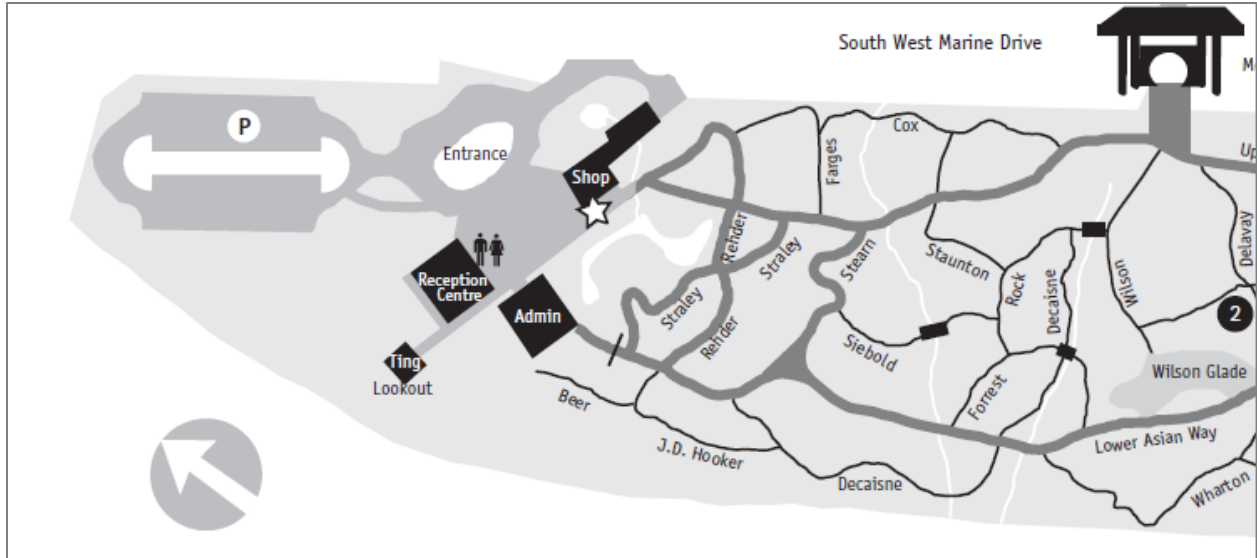 South West Marine Drive
P
Entrance
Shop
Cox
Farges
Rehder
Straley
Stearn
Staunton
Rock
Decaisne
Wilson
Delavay
Reception
Centre
Admin
Straley
Rehder
Siebold
2
Ting
Lookout
Wilson Glade
Beer
Forrest
J.D. Hooker
Lower Asian Way
Decaisne
Wharton